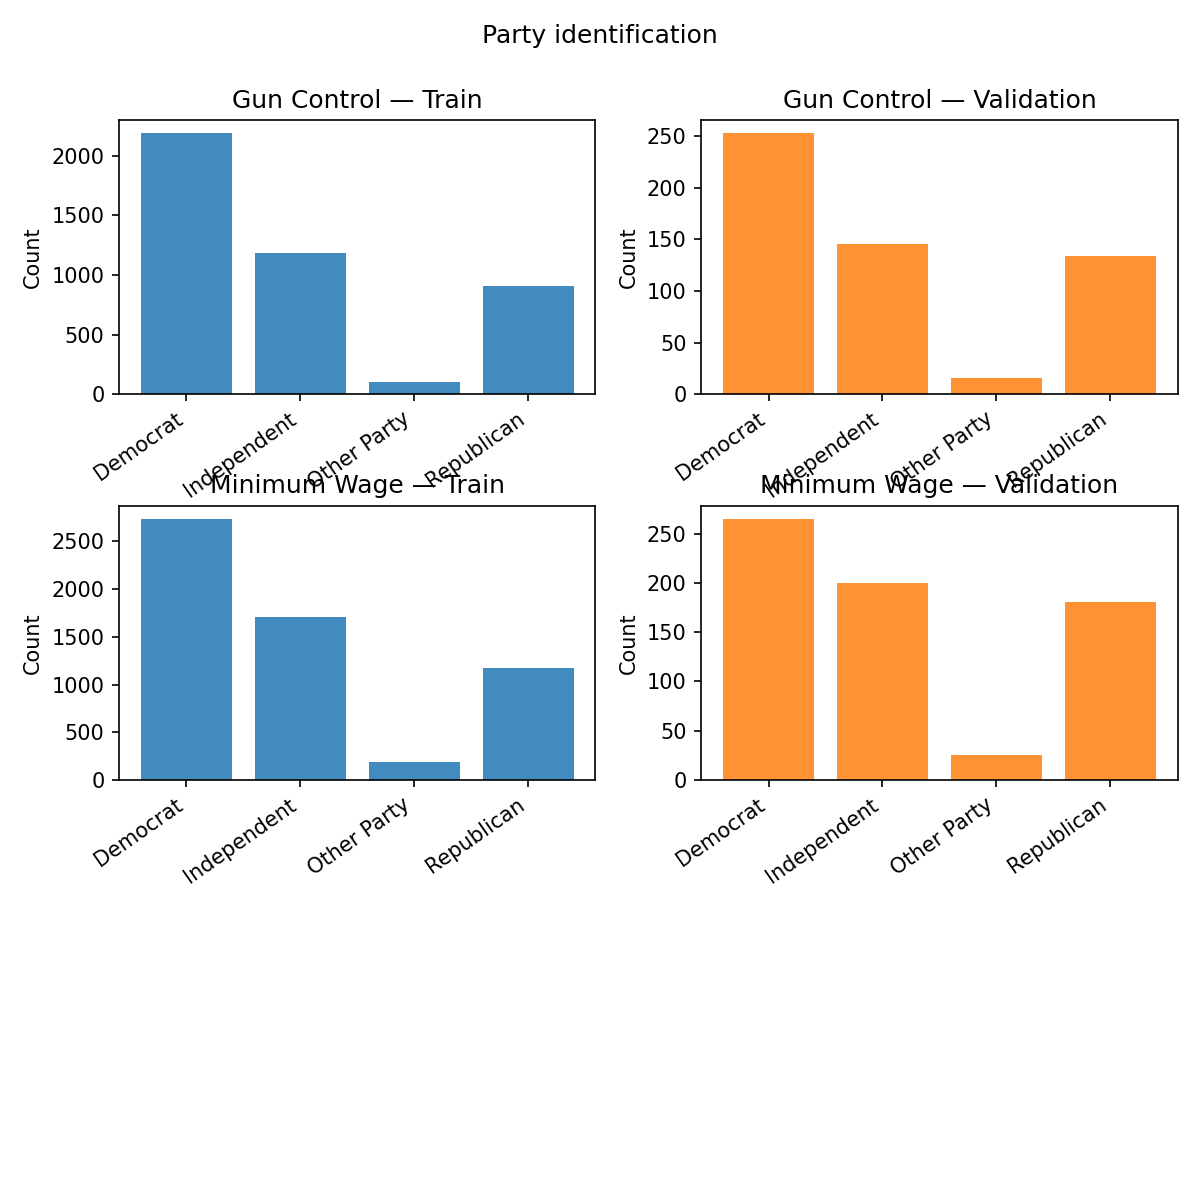 Party identification
Gun Control — Train
Count
2000
1500
1000
500
0
Democrat
Independent
Other Party
Republican
Gun Control — Validation
Count
250
200
150
100
50
0
Democrat
Independent
Other Party
Republican
Minimum Wage — Train
Count
2500
2000
1500
1000
500
0
Democrat
Independent
Other Party
Republican
Minimum Wage — Validation
Count
250
200
150
100
50
0
Democrat
Independent
Other Party
Republican